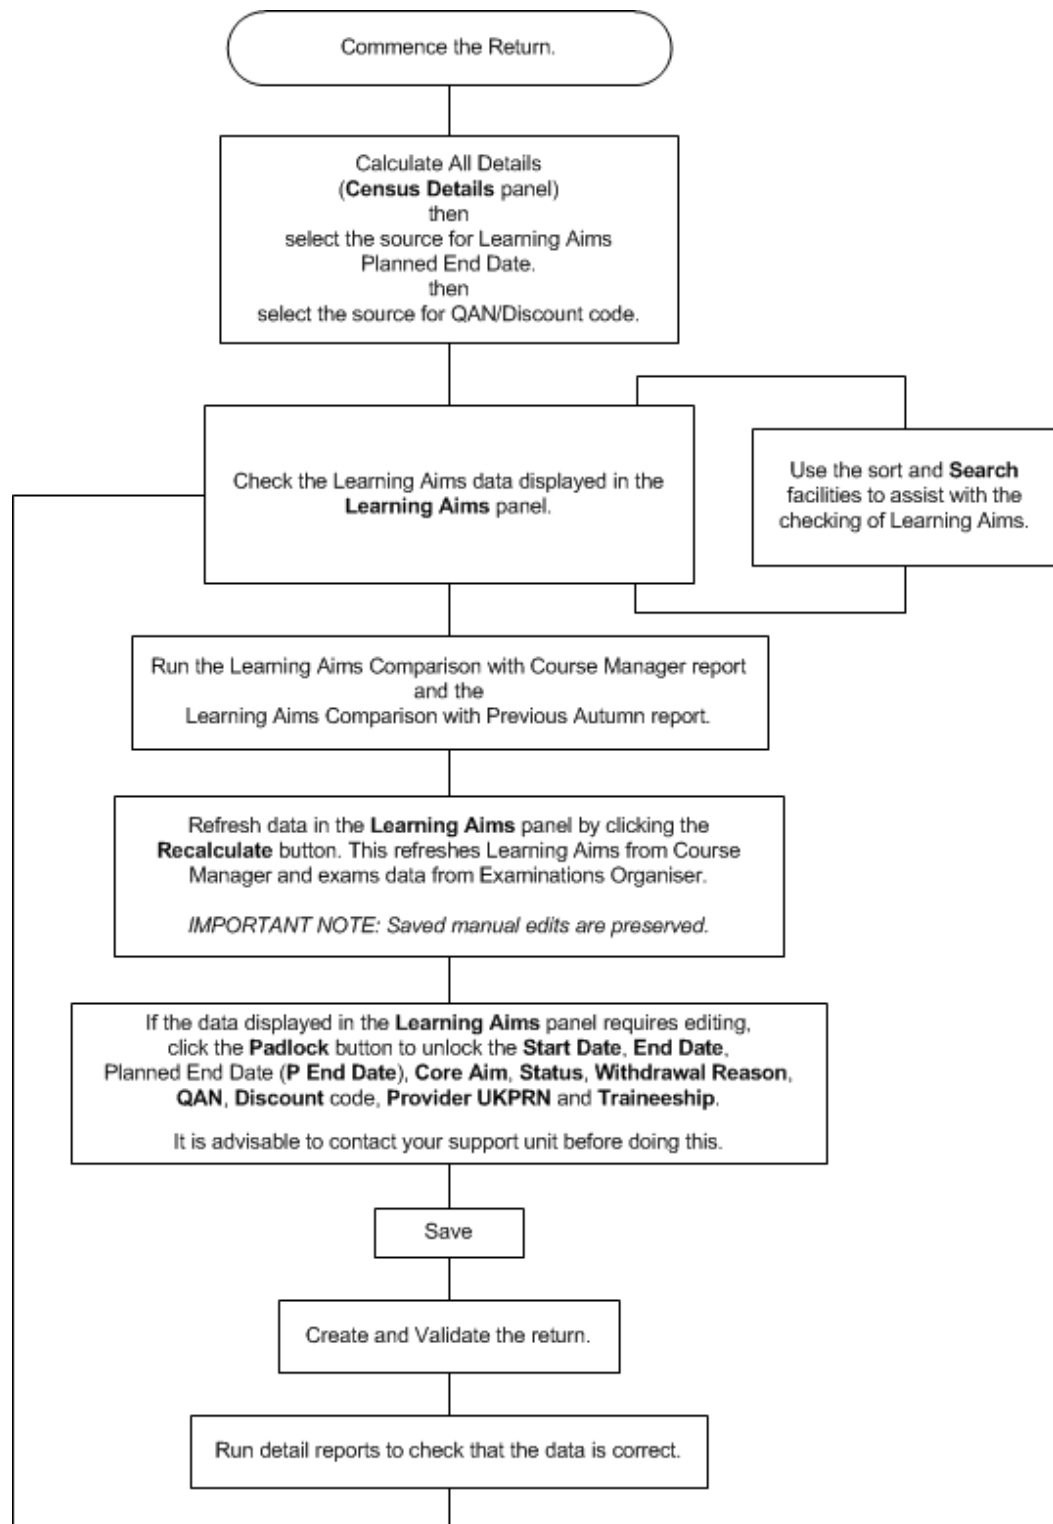 Commence the Return.
Calculate All Details
(Census Details panel)
then
select the source for Learning Aims
Planned End Date.
then
select the source for QAN/Discount code.
Check the Learning Aims data displayed in the
Learning Aims panel.
Use the sort and Search
facilities to assist with the
checking of Learning Aims.
Run the Learning Aims Comparison with Course Manager report
and the
Learning Aims Comparison with Previous Autumn report.
Refresh data in the Learning Aims panel by clicking the
Recalculate button. This refreshes Learning Aims from Course
Manager and exams data from Examinations Organiser.
IMPORTANT NOTE: Saved manual edits are preserved.
If the data displayed in the Learning Aims panel requires editing,
click the Padlock button to unlock the Start Date, End Date,
Planned End Date (P End Date), Core Aim, Status, Withdrawal Reason,
QAN, Discount code, Provider UKPRN and Traineeship.
It is advisable to contact your support unit before doing this.
Save
Create and Validate the return.
Run detail reports to check that the data is correct.